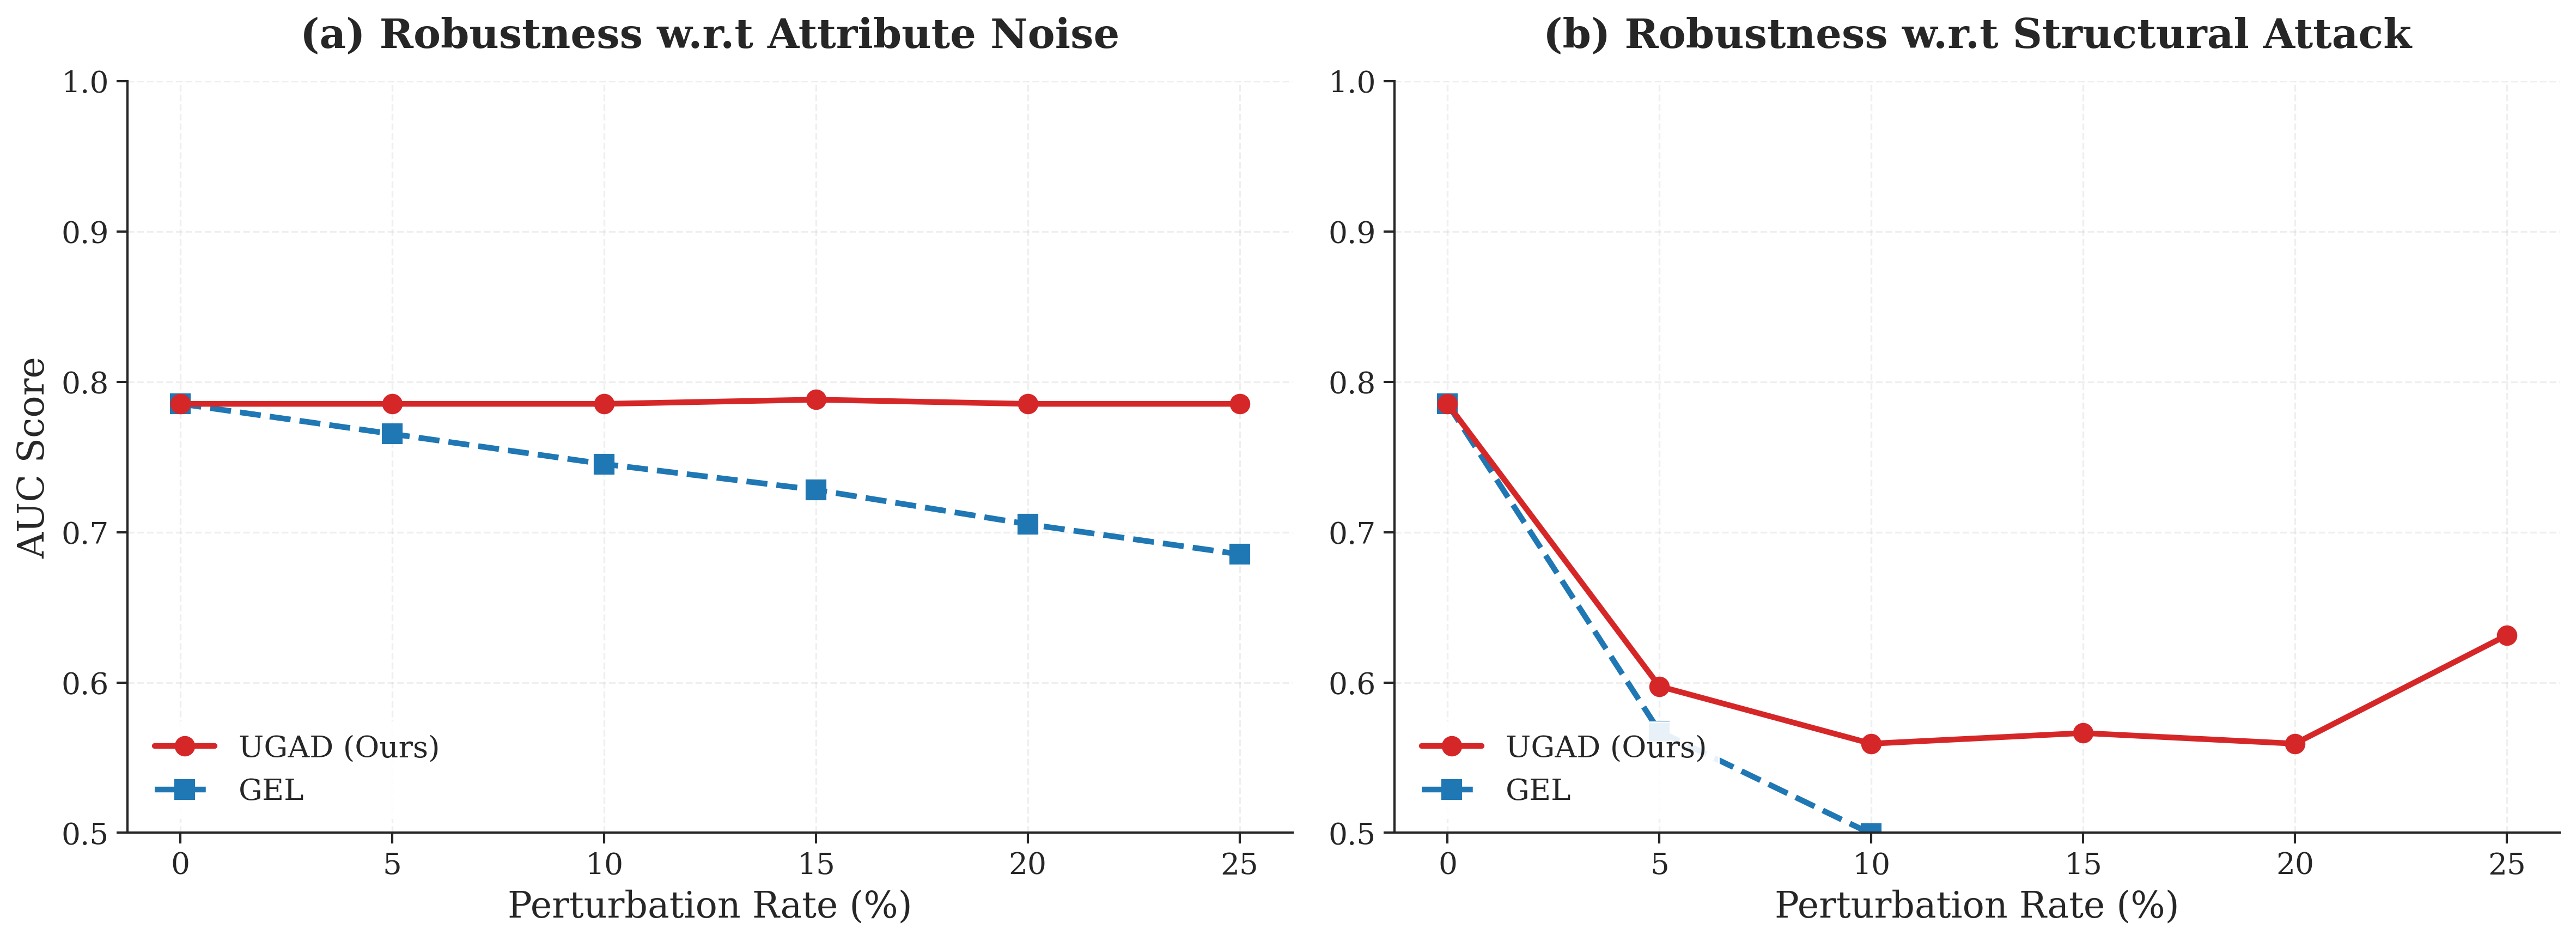 (a) Robustness w.r.t Attribute Noise
AUC Score
1.0
0.9
0.8
0.7
0.6
0.5
UGAD (Ours)
GEL
0 5 10 15 20 25
Perturbation Rate (%)
(b) Robustness w.r.t Structural Attack
1.0
0.9
0.8
0.7
0.6
0.5
UGAD (Ours)
GEL
0 5 10 15 20 25
Perturbation Rate (%)